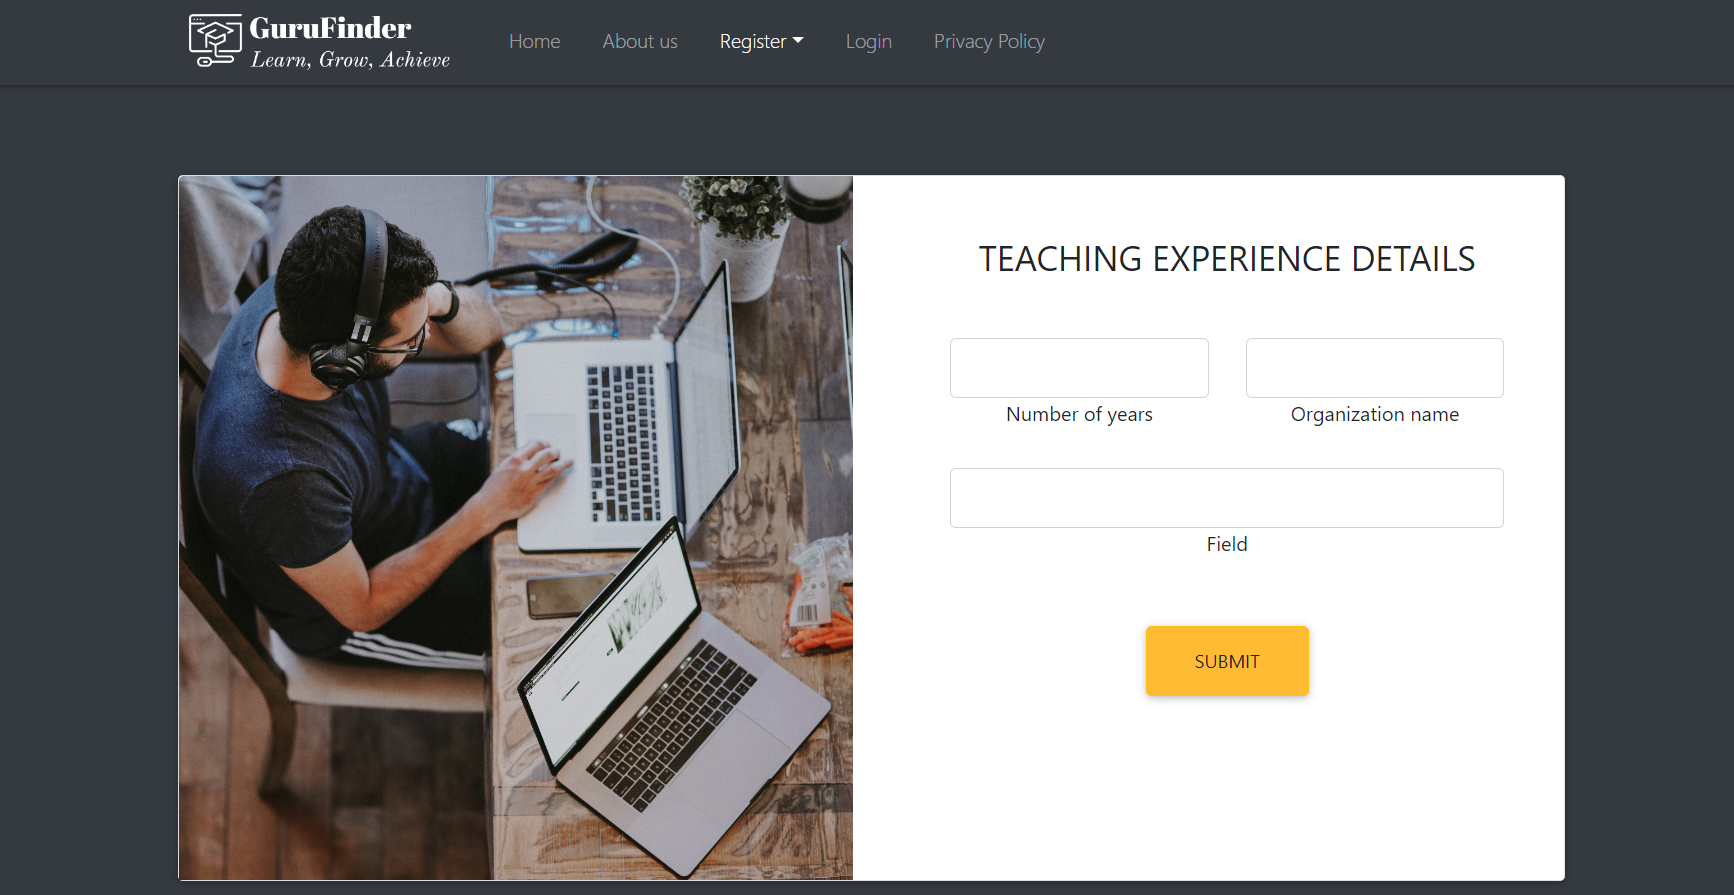 GuruFinder
Learn, Grow, Achieve
Home About us Register Login Privacy Policy
TEACHING EXPERIENCE DETAILS
Number of years Organization name
Field
SUBMIT